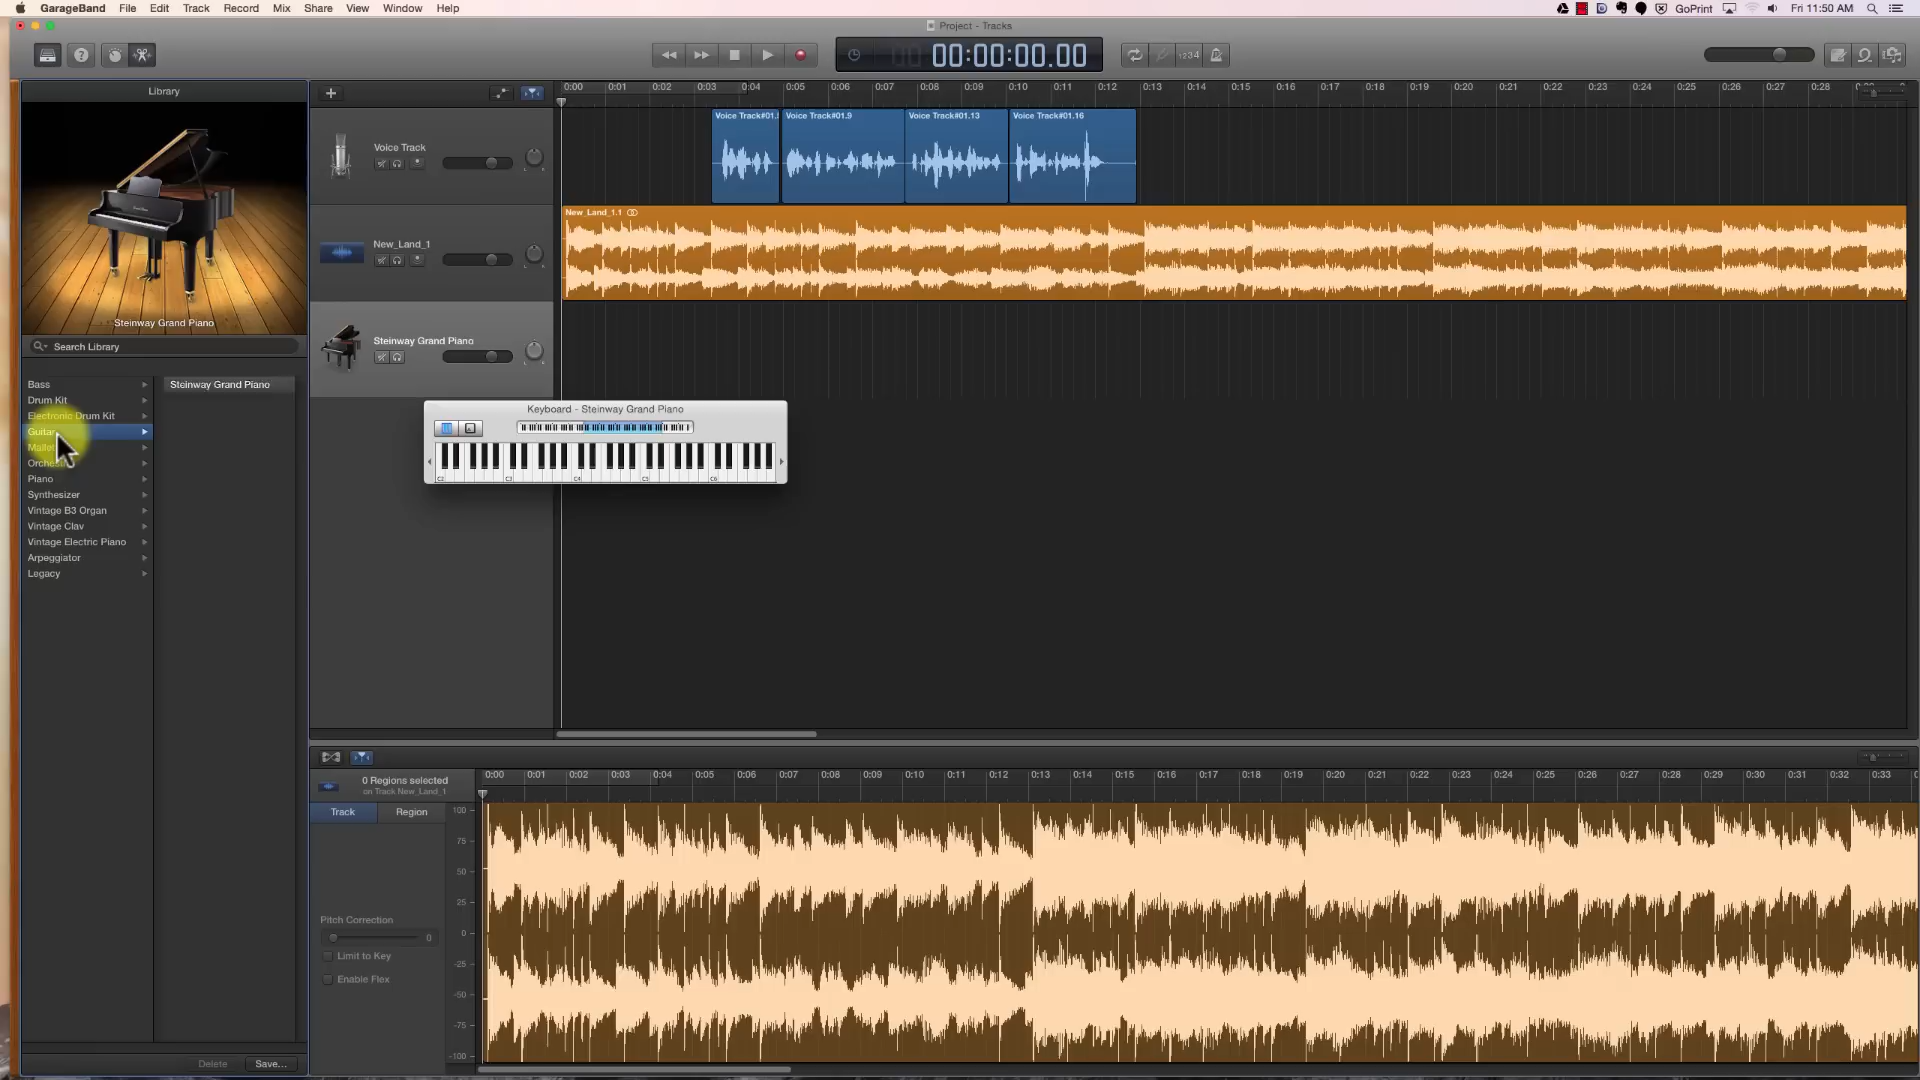 GarageBand File Edit Track Record Mix Share View Window Help GoPrint Fri 11:50 AM
Project - Tracks
00:00:00.00
1234
Library
0:00 0:01 0:02 0:03 0:04 0:05 0:06 0:07 0:08 0:09 0:10 0:11 0:12 0:13 0:14 0:15 0:16 0:17 0:18 0:19 0:20 0:21 0:22 0:23 0:24 0:25 0:26 0:27 0:28
Voice Track#01. Voice Track#01.9 Voice Track#01.13 Voice Track#01.16
Voice Track
New_Land_1.1
New_Land_1
Steinway Grand Piano
Steinway Grand Piano
Search Library
Bass
Drum Kit
Electronic Drum Kit
Guitar
Mallet
Orchest
Piano
Synthesizer
Vintage B3 Organ
Vintage Clav
Vintage Electric Piano
Arpeggiator
Legacy
Steinway Grand Piano
Keyboard - Steinway Grand Piano
C2 C3 C4 C5 C6
0 Regions selected
on Track New_Land_1
0:00 0:01 0:02 0:03 0:04 0:05 0:06 0:07 0:08 0:09 0:10 0:11 0:12 0:13 0:14 0:15 0:16 0:17 0:18 0:19 0:20 0:21 0:22 0:23 0:24 0:25 0:26 0:27 0:28 0:29 0:30 0:31 0:32 0:33
Track Region
100
75
50
25
0
-25
-50
-75
-100
Pitch Correction
0
Limit to Key
Enable Flex
Delete Save...